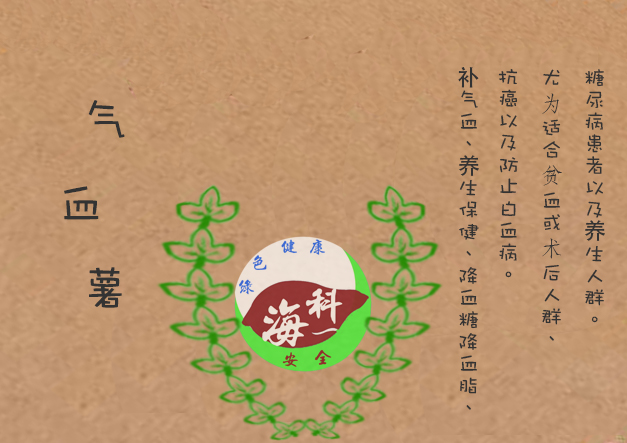 补气血、养生保健、降血糖降血脂、
抗癌以及防止白血病。
尤为适合贫血或术后人群、
糖尿病患者以及养生人群。
气血薯
绿色健康
海科一
安全